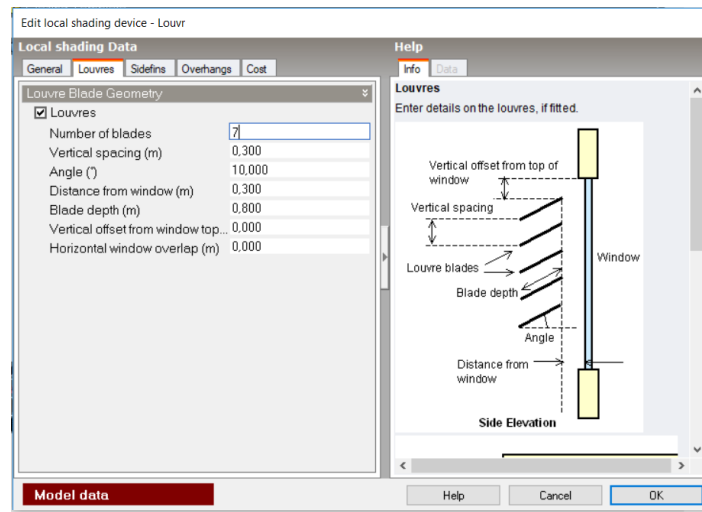 Edit local shading device - Louvr
Local shading Data
General Louvres Sidefins Overhangs Cost
Louvre Blade Geometry
Louvres
Number of blades 7
Vertical spacing (m) 0,300
Angle (°) 10,000
Distance from window (m) 0,300
Blade depth (m) 0,800
Vertical offset from window top... 0,000
Horizontal window overlap (m) 0,000
Help
Info Data
Louvres
Enter details on the louvres, if fitted.
Vertical offset from top of
window
Vertical spacing
Louvre blades
Window
Blade depth
Angle
Distance from
window
Side Elevation
Model data
Help Cancel OK